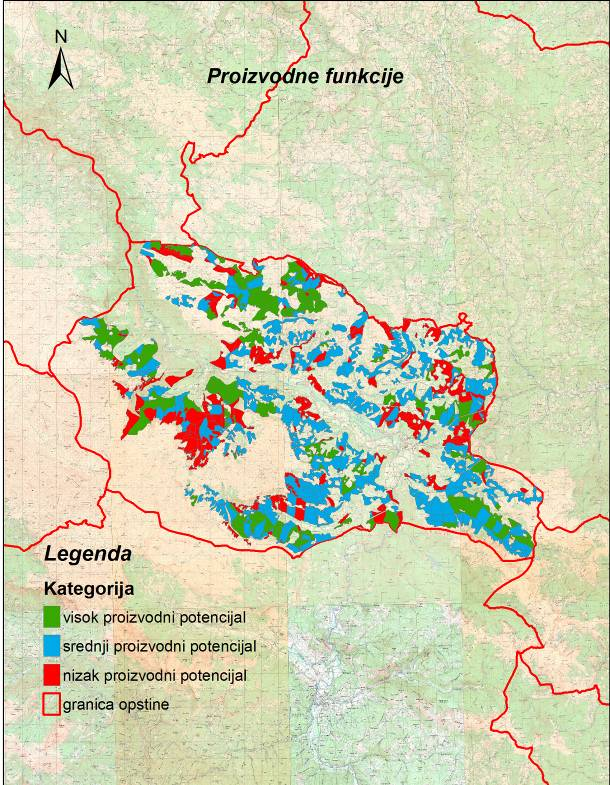 N
Proizvodne funkcije
Legenda
Kategorija
visok proizvodni potencijal
srednji proizvodni potencijal
nizak proizvodni potencijal
granica opstine